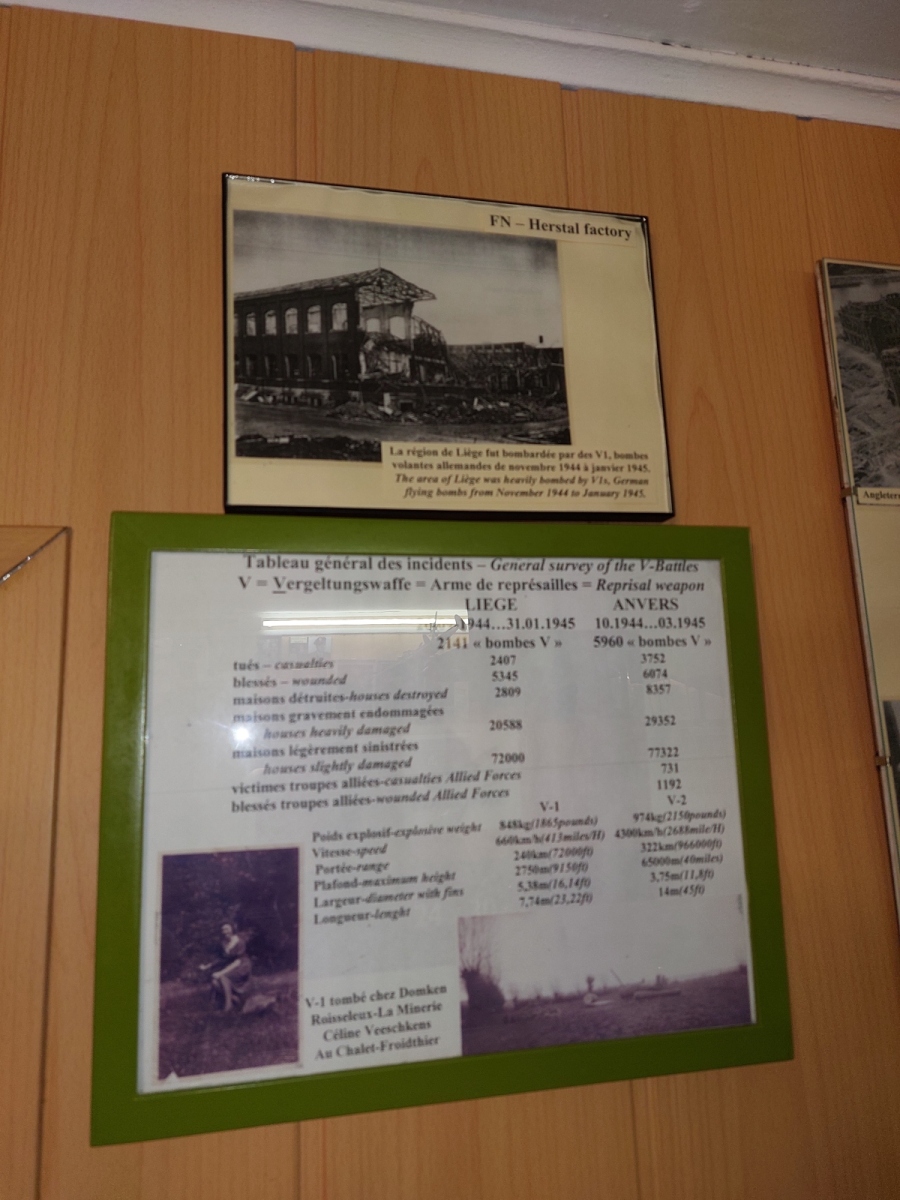 FN – Herstal factory
La région de Liège fut bombardée par des V1, bombes
volantes allemandes de novembre 1944 à janvier 1945.
The area of Liège was heavily bombed by V1s, German
flying bombs from November 1944 to January 1945.
Angleter
Tableau général des incidents – General survey of the V-Battles
V = Vergeltungswaffe = Arme de représailles = Reprisal weapon
LIEGE ANVERS
1944...31.01.1945 10.1944...03.1945
2141 « bombes V » 5960 « bombes V »
tués – casualties 2407 3752
blessés – wounded 5345 6074
maisons détruites-houses destroyed 2809 8357
maisons gravement endommagées
houses heavily damaged 20588 29352
maisons légèrement sinistrées
houses slightly damaged 72000 77322
victimes troupes alliées-casualties Allied Forces 731
blessés troupes alliées-wounded Allied Forces 1192
V-1 V-2
Poids explosif-explosive weight 848kg(1865pounds) 974kg(2150pounds)
Vitesse-speed 660km/h(413miles/H) 4300km/h(2688mile/H)
Portée-range 240km(72000ft) 322km(966000ft)
Plafond-maximum height 2750m(9150ft) 65000m(40miles)
Largeur-diameter with fins 5,38m(16,14ft) 3,75m(11,8ft)
Longueur-lenght 7,74m(23,22ft) 14m(45ft)
V-1 tombé chez Domken
Roisseleux-La Minerie
Céline Veeschkens
Au Chalet-Froidthier